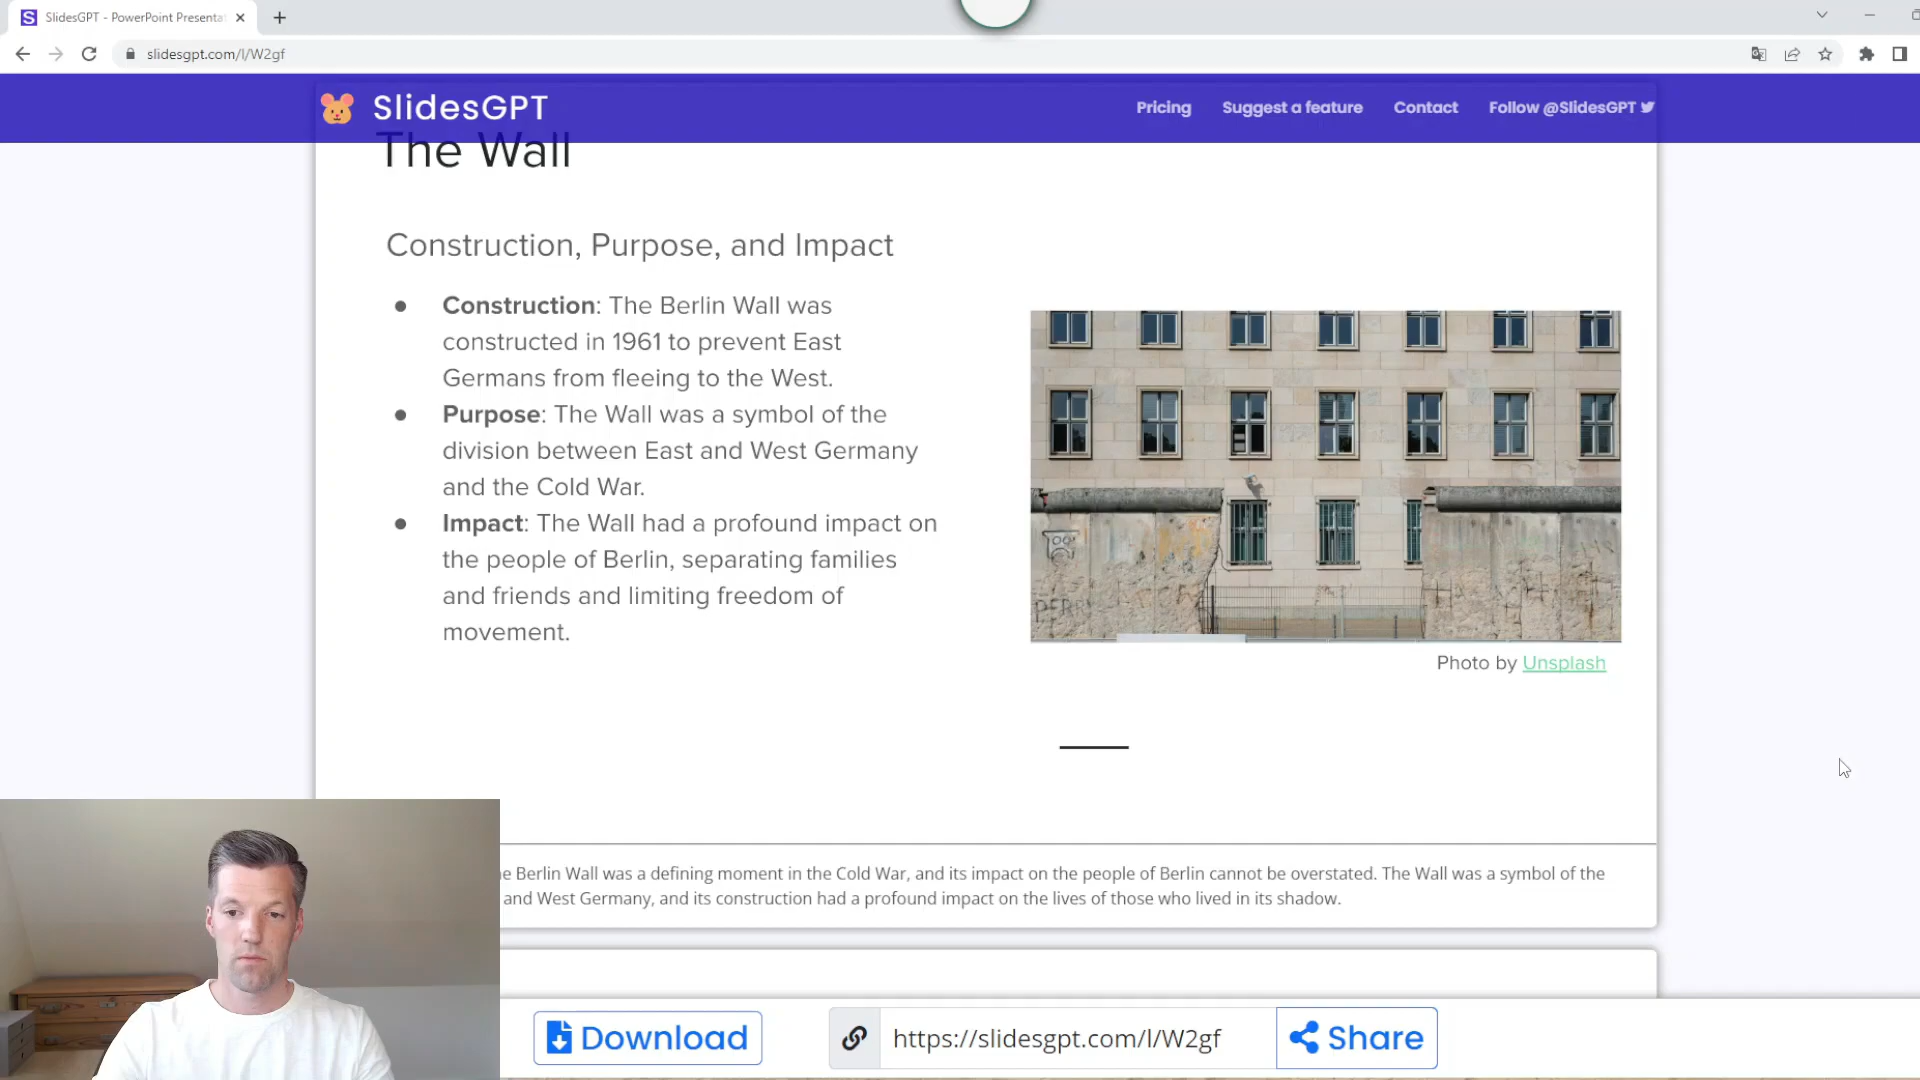 SlidesGPT - PowerPoint Presenta
slidesgpt.com/l/W2gf
SlidesGPT
Pricing
Suggest a feature
Contact
Follow @SlidesGPT
The Wall
Construction, Purpose, and Impact
● Construction: The Berlin Wall was
constructed in 1961 to prevent East
Germans from fleeing to the West.
● Purpose: The Wall was a symbol of the
division between East and West Germany
and the Cold War.
● Impact: The Wall had a profound impact on
the people of Berlin, separating families
and friends and limiting freedom of
movement.
Photo by Unsplash
e Berlin Wall was a defining moment in the Cold War, and its impact on the people of Berlin cannot be overstated. The Wall was a symbol of the
and West Germany, and its construction had a profound impact on the lives of those who lived in its shadow.
Download
https://slidesgpt.com/l/W2gf
Share